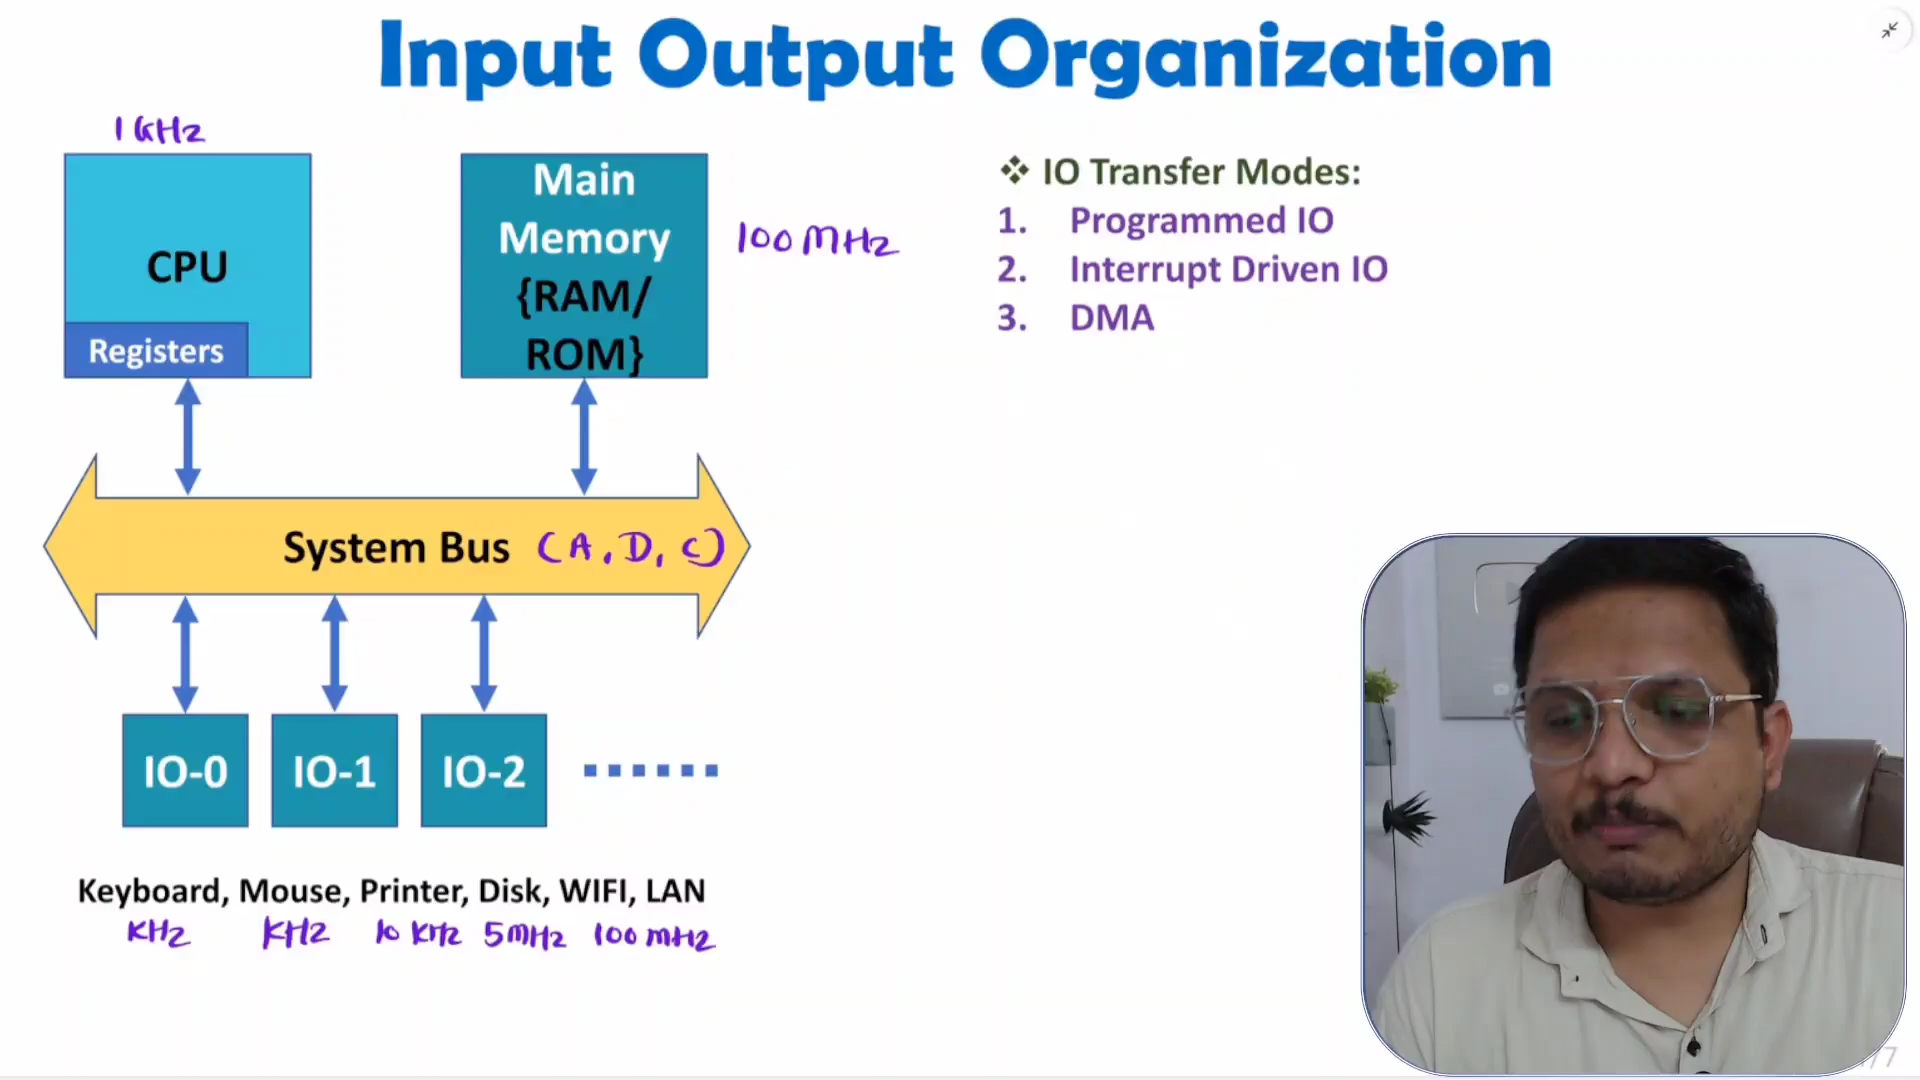 Input Output Organization
1 GHz
CPU
Registers
Main
Memory
{RAM/
ROM}
100 MHz
❖ IO Transfer Modes:
1. Programmed IO
2. Interrupt Driven IO
3. DMA
System Bus (A, D, C)
IO-0 IO-1 IO-2 ......
Keyboard, Mouse, Printer, Disk, WIFI, LAN
KHz KHz 10 KHz 5MHz 100 MHz